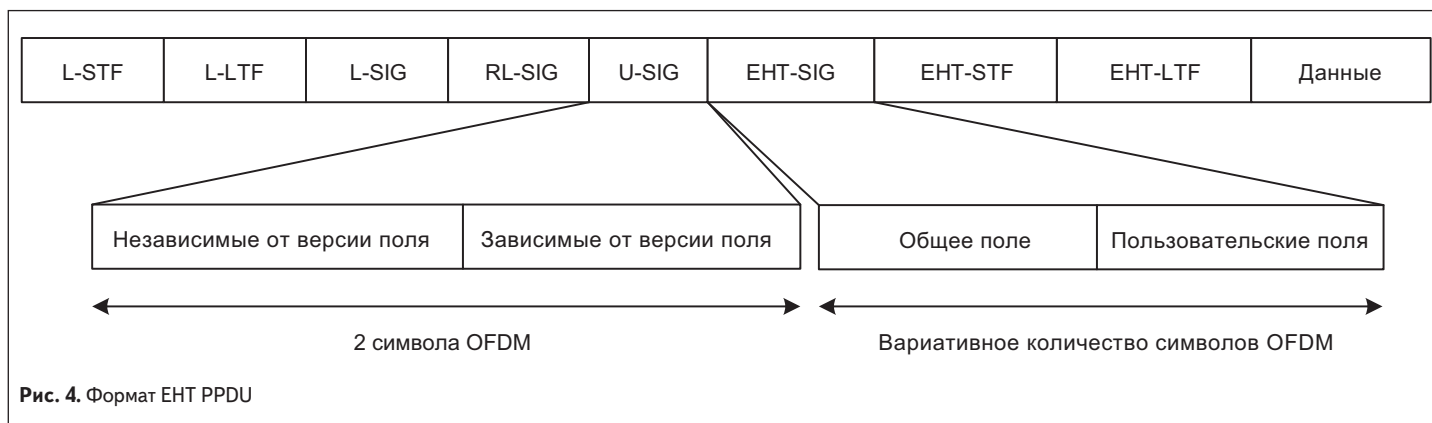 L-STF L-LTF L-SIG RL-SIG U-SIG EHT-SIG EHT-STF EHT-LTF Данные
Независимые от версии поля Зависимые от версии поля Общее поле Пользовательские поля
2 символа OFDM Вариативное количество символов OFDM
Рис. 4. Формат EHT PPDU